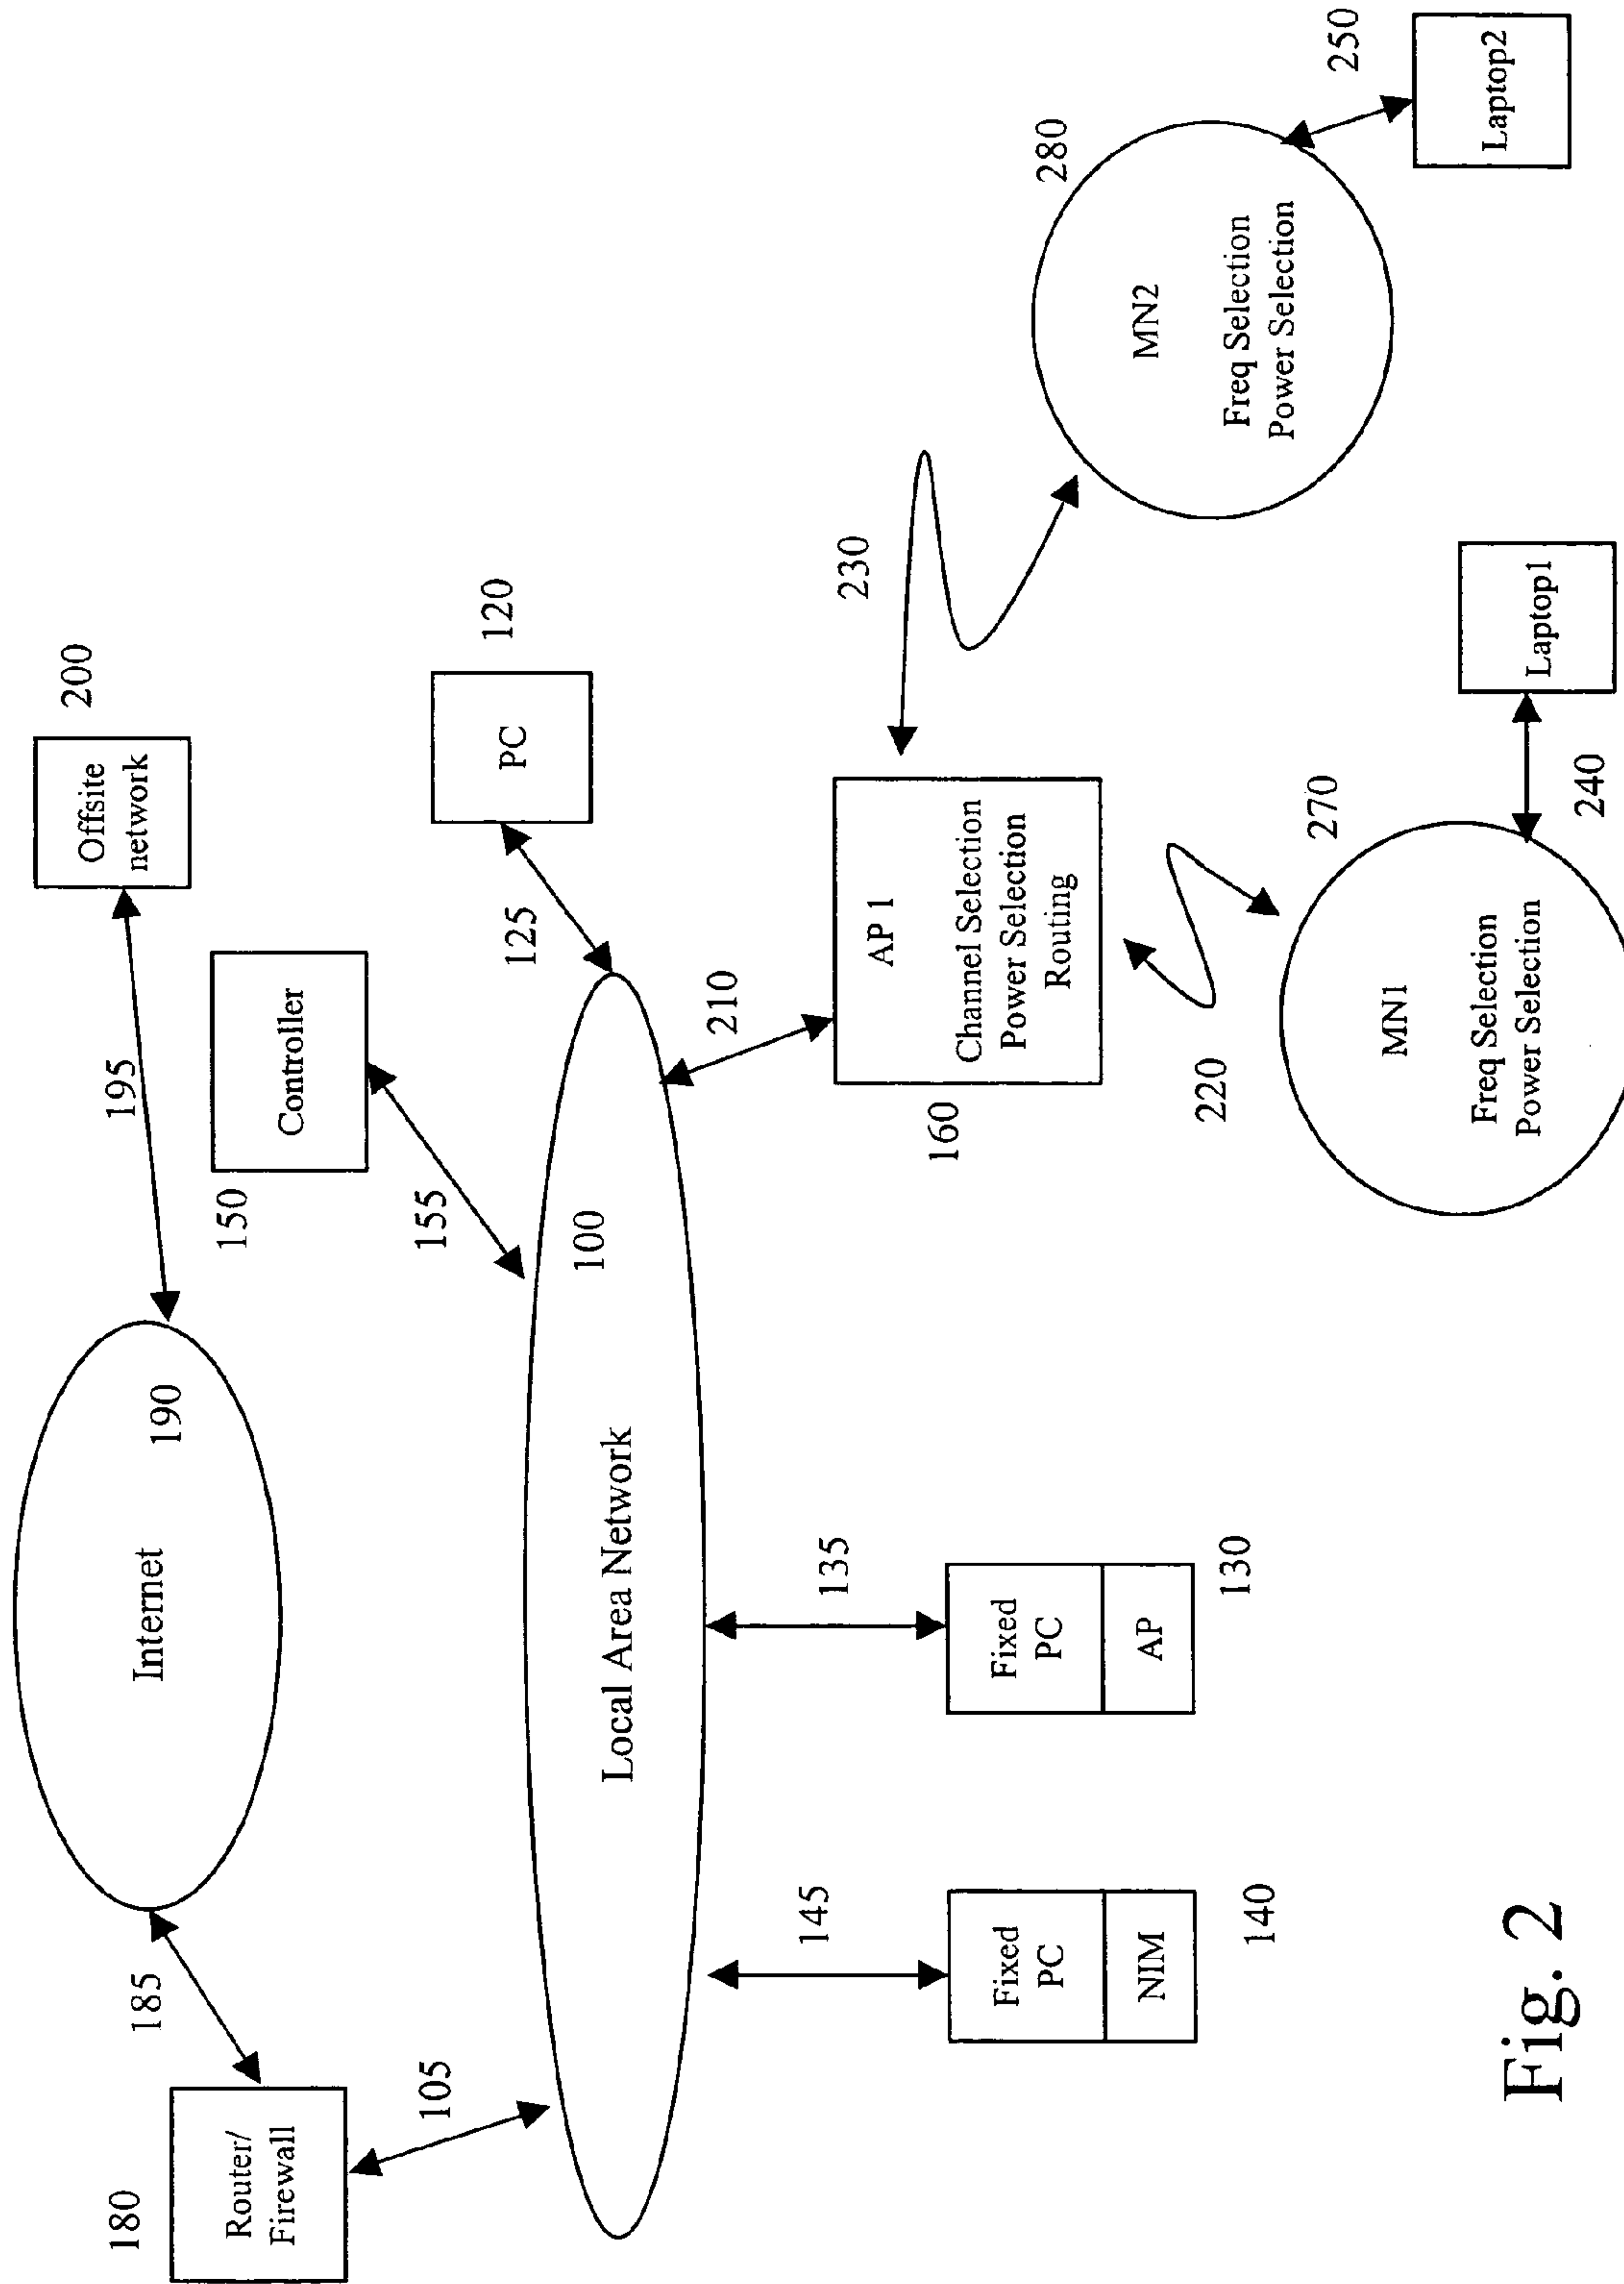 200
Offsite
network
195
Internet
190
185
180
Router/
Firewall
150
Controller
155
105
120
PC
125
100
Local Area Network
210
145
135
Fixed
PC
NIM
140
Fixed
PC
AP
130
160
AP 1
Channel Selection
Power Selection
Routing
230
280
MN2
Freq Selection
Power Selection
250
Laptop2
220
270
MN1
Freq Selection
Power Selection
240
Laptop1
Fig. 2